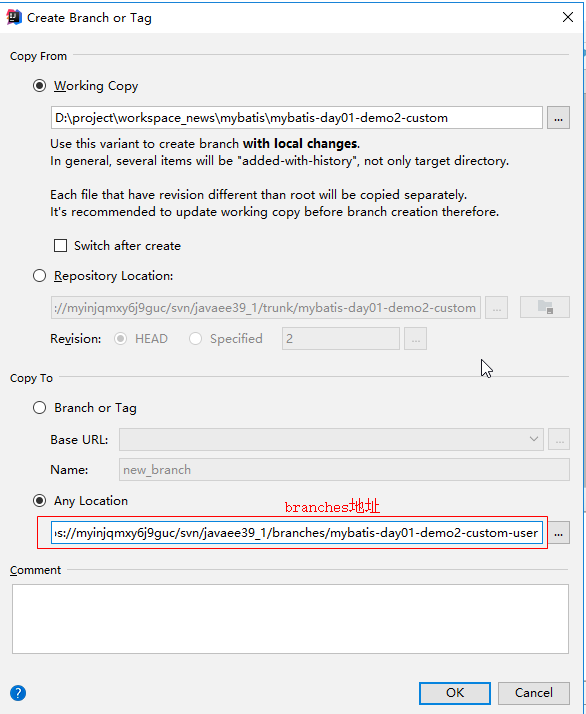 Create Branch or Tag
Copy From
Working Copy
D:\project\workspace_news\mybatis\mybatis-day01-demo2-custom
...
Use this variant to create branch with local changes.
In general, several items will be "added-with-history", not only target directory.
Each file that have revision different than root will be copied separately.
It's recommended to update working copy before branch creation therefore.
Switch after create
Repository Location:
://myinjqmxy6j9guc/svn/javaee39_1/trunk/mybatis-day01-demo2-custom
...
Revision: HEAD Specified 2 ...
Copy To
Branch or Tag
Base URL:
...
Name: new_branch
Any Location
branches地址
os://myinjqmxy6j9guc/svn/javaee39_1/branches/mybatis-day01-demo2-custom-user
...
Comment
? OK Cancel